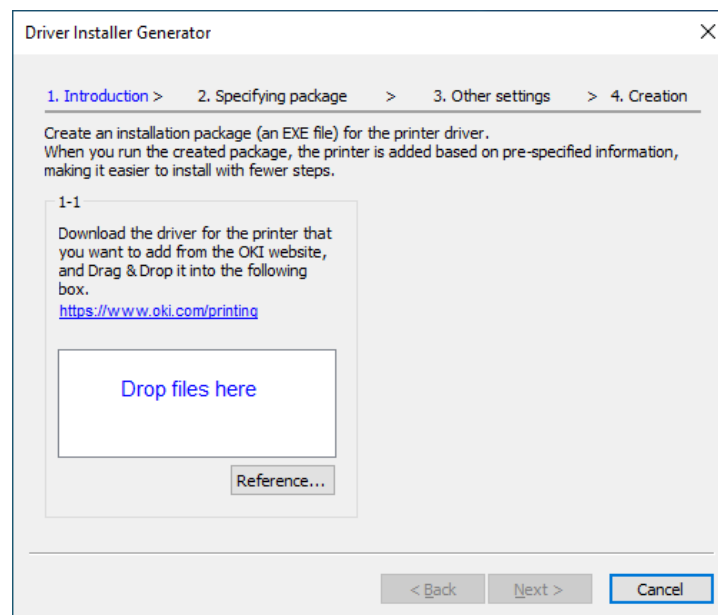 Driver Installer Generator
1. Introduction > 2. Specifying package > 3. Other settings > 4. Creation
Create an installation package (an EXE file) for the printer driver.
When you run the created package, the printer is added based on pre-specified information,
making it easier to install with fewer steps.
1-1
Download the driver for the printer that
you want to add from the OKI website,
and Drag & Drop it into the following
box.
https://www.oki.com/printing
Drop files here
Reference...
< Back Next > Cancel